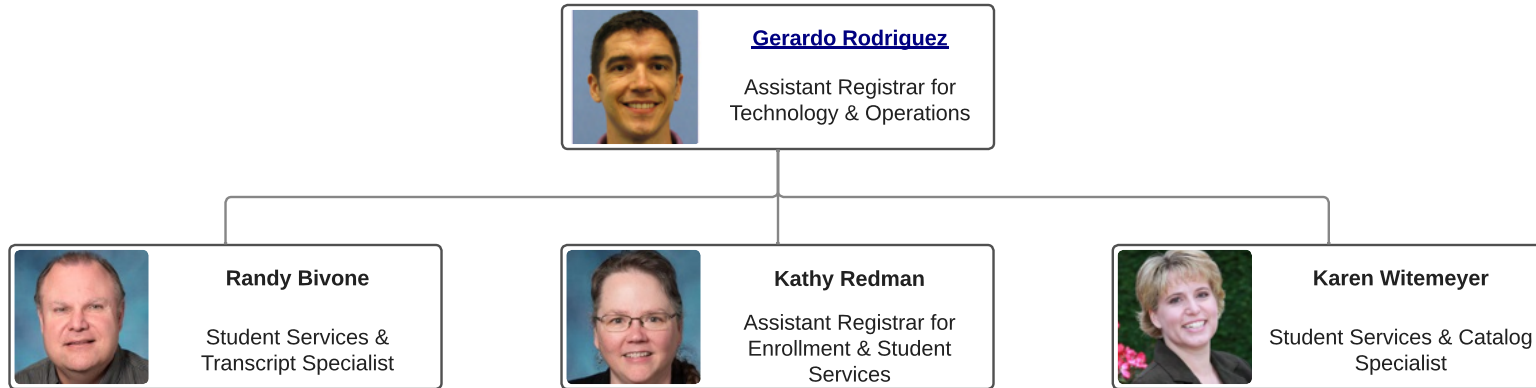 Gerardo Rodriguez
Assistant Registrar for
Technology & Operations
Randy Bivone
Student Services &
Transcript Specialist
Kathy Redman
Assistant Registrar for
Enrollment & Student
Services
Karen Witemeyer
Student Services & Catalog
Specialist